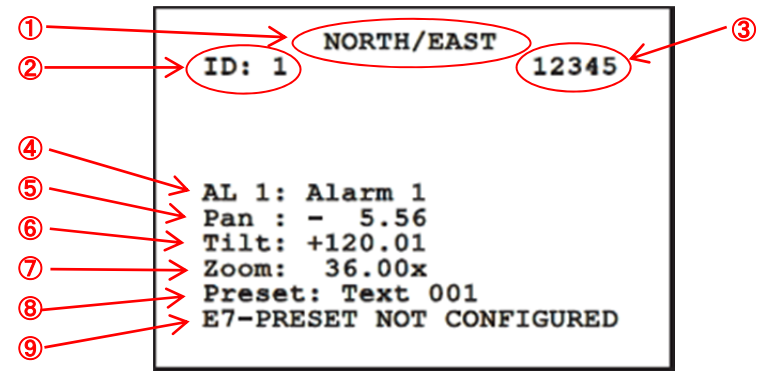 ① NORTH/EAST ③
② ID: 1 12345
④ AL 1: Alarm 1
⑤ Pan : -  5.56
⑥ Tilt: +120.01
⑦ Zoom:  36.00x
⑧ Preset: Text 001
⑨ E7-PRESET NOT CONFIGURED